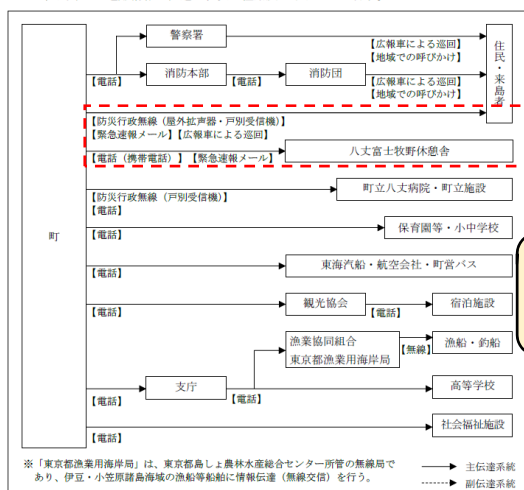 警察署
【広報車による巡回】
【地域での呼びかけ】
住民・来島者
【電話】
消防本部
【電話】
消防団
【広報車による巡回】
【地域での呼びかけ】
【防災行政無線（屋外拡声器・戸別受信機）】
【緊急速報メール】【広報車による巡回】
【電話（携帯電話）】【緊急速報メール】
八丈富士牧野休憩舎
【防災行政無線（戸別受信機）】
【電話】
町立八丈病院・町立施設
町
【電話】
保育園等・小中学校
【電話】
東海汽船・航空会社・町営バス
【電話】
観光協会
【電話】
宿泊施設
漁業協同組合
東京都漁業用海岸局
【無線】
漁船・釣船
【電話】
支庁
【電話】
高等学校
【電話】
社会福祉施設
※「東京都漁業用海岸局」は、東京都島しょ農林水産総合センター所管の無線局で
あり、伊豆・小笠原諸島海域の漁船等船舶に情報伝達（無線交信）を行う。
主伝達系統
副伝達系統